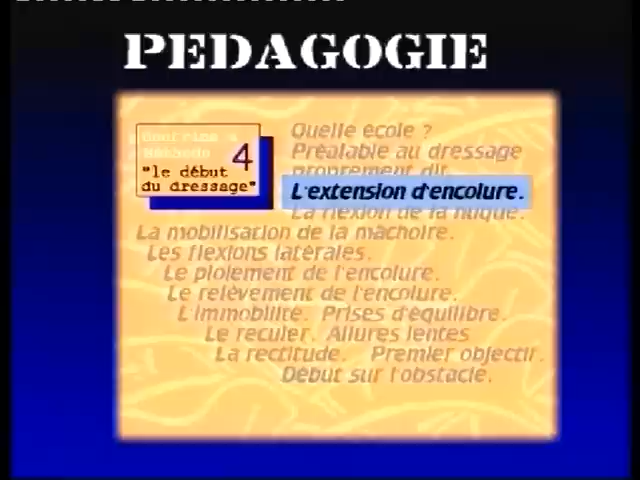 PEDAGOGIE
Doctrine &
Méthode
4
"le début
du dressage"
Quelle école ?
Préalable au dressage
proprement dit
L'extension d'encolure.
La flexion de la nuque.
La mobilisation de la mâchoire.
Les flexions latérales.
Le ploiement de l'encolure.
Le relèvement de l'encolure.
L'immobilité. Prises d'équilibre.
Le reculer. Allures lentes
La rectitude. Premier objectif.
Début sur l'obstacle.